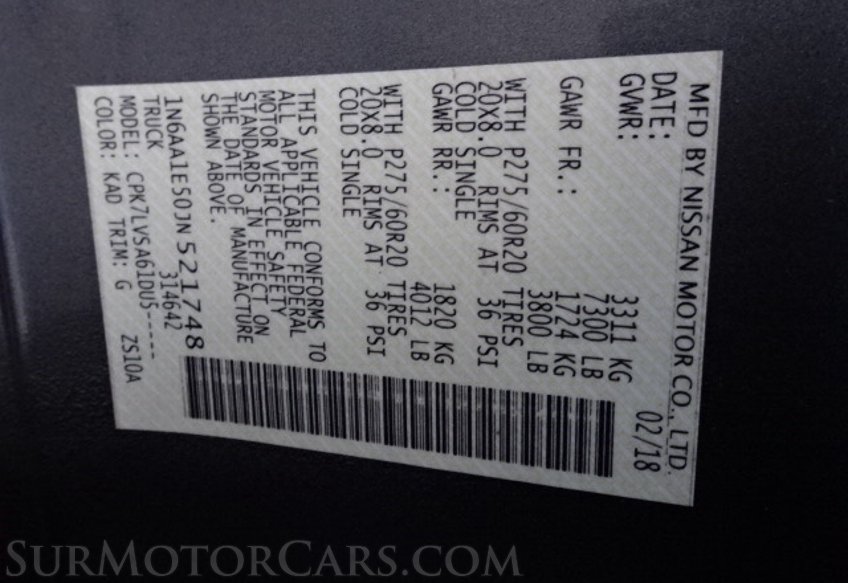 MFD BY NISSAN MOTOR CO., LTD.
DATE: 02/18
GVWR: 3311 KG
7300 LB
GAWR FR.: 1724 KG
3800 LB
WITH P275/60R20 TIRES
20X8.0 RIMS AT 36 PSI
COLD SINGLE
GAWR RR.: 1820 KG
4012 LB
WITH P275/60R20 TIRES
20X8.0 RIMS AT 36 PSI
COLD SINGLE
THIS VEHICLE CONFORMS TO
ALL APPLICABLE FEDERAL
MOTOR VEHICLE SAFETY
STANDARDS IN EFFECT ON
THE DATE OF MANUFACTURE
SHOWN ABOVE.
1N6AA1E50JN521748
TRUCK 314642
MODEL: CPK7LVSA61DU5-----
COLOR: KAD TRIM: G ZS10A
SurMotorCars.com